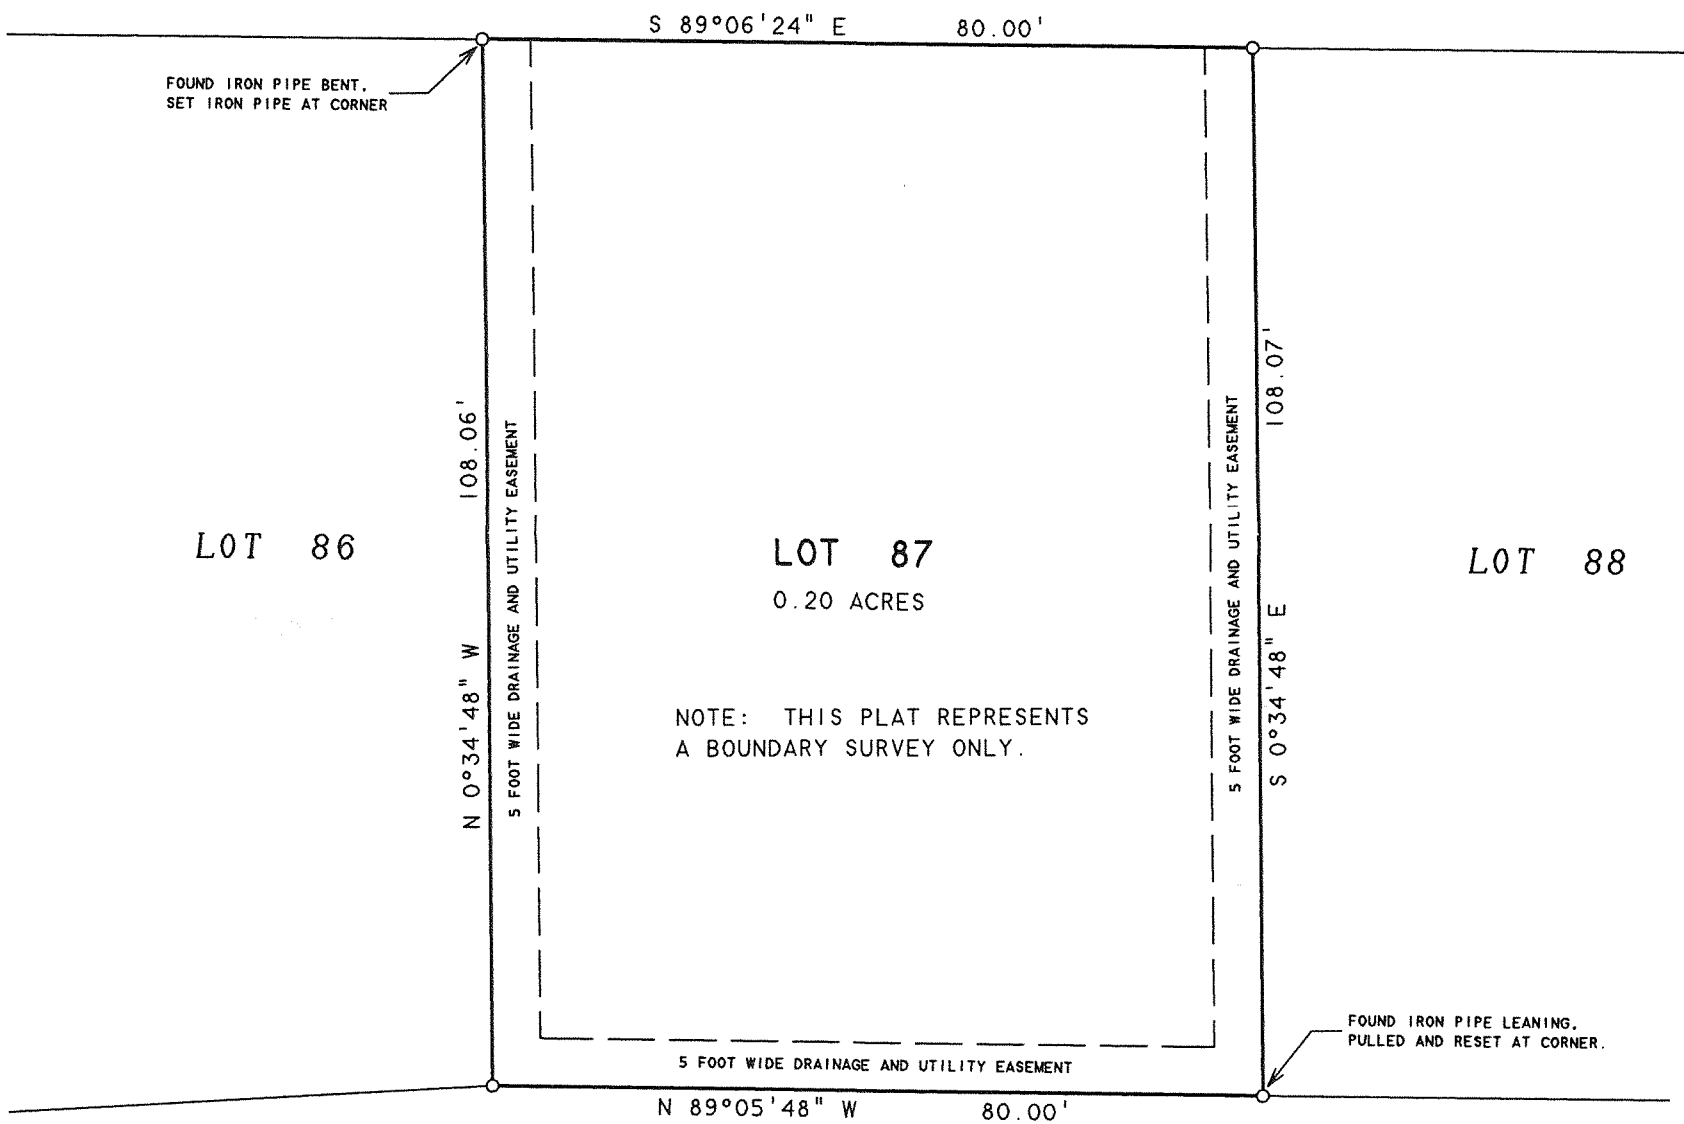 S 89°06'24" E 80.00'
FOUND IRON PIPE BENT.
SET IRON PIPE AT CORNER
108.06'
N 0°34'48" W
5 FOOT WIDE DRAINAGE AND UTILITY EASEMENT
LOT 86
LOT 87
0.20 ACRES
NOTE: THIS PLAT REPRESENTS
A BOUNDARY SURVEY ONLY.
5 FOOT WIDE DRAINAGE AND UTILITY EASEMENT
108.07'
S 0°34'48" E
LOT 88
FOUND IRON PIPE LEANING.
PULLED AND RESET AT CORNER.
5 FOOT WIDE DRAINAGE AND UTILITY EASEMENT
N 89°05'48" W 80.00'